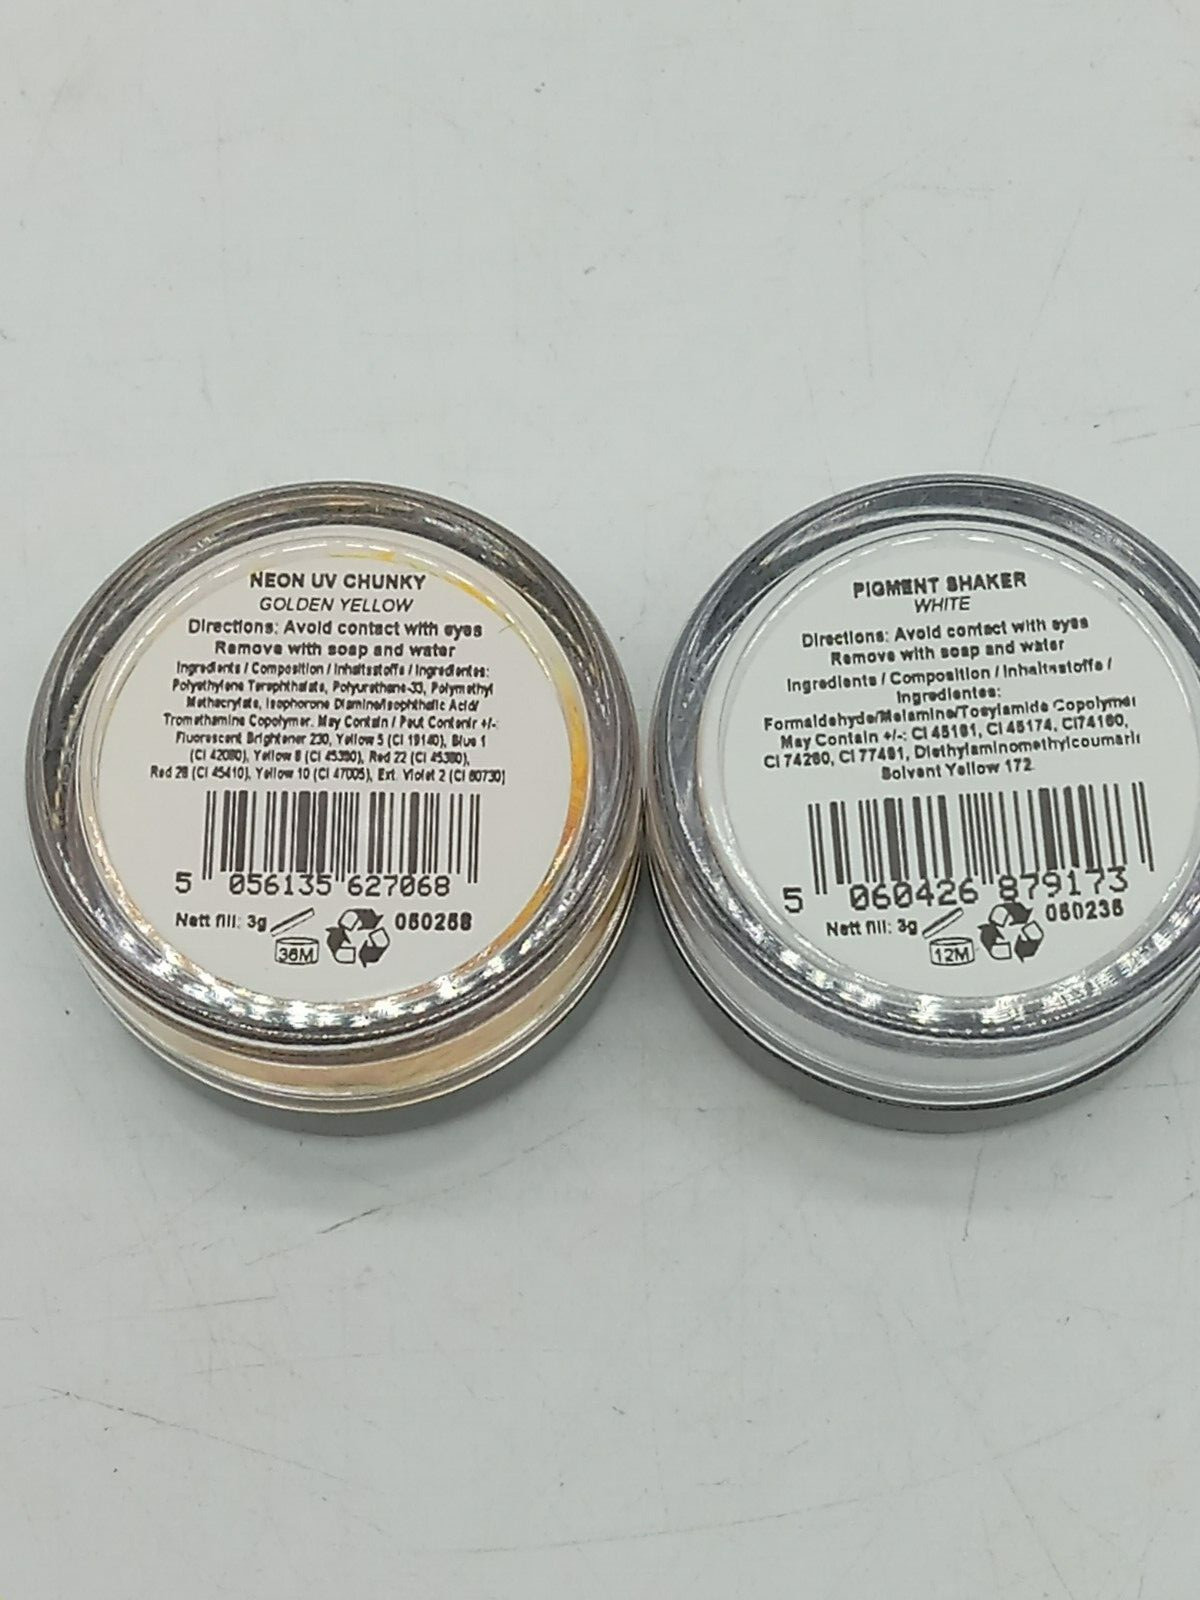 NEON UV CHUNKY
GOLDEN YELLOW
Directions: Avoid contact with eyes
Remove with soap and water
Ingredients / Composition / Inhaltsstoffe / Ingredientes:
Polyethylene Terephthalate, Polyurethane-33, Polymethyl
Methacrylate, Isophorone Diamine/Isophthalic Acid/
Tromethamine Copolymer. May Contain / Peut Contenir +/-:
Fluorescent Brightener 230, Yellow 5 (CI 19140), Blue 1
(CI 42090), Yellow 8 (CI 45350), Red 22 (CI 45380),
Red 28 (CI 45410), Yellow 10 (CI 47005), Ext. Violet 2 (CI 60730)
5 056135 627068
Nett fill: 3g
36M
050258
PIGMENT SHAKER
WHITE
Directions: Avoid contact with eyes
Remove with soap and water
Ingredients / Composition / Inhaltsstoffe /
Ingredientes:
Formaldehyde/Melamine/Tosylamide Copolymer
May Contain +/-: CI 45161, CI 45174, CI74160,
CI 74260, CI 77491, Diethylaminomethylcoumarin
Solvent Yellow 172
5 060426 879173
Nett fill: 3g
12M
050235